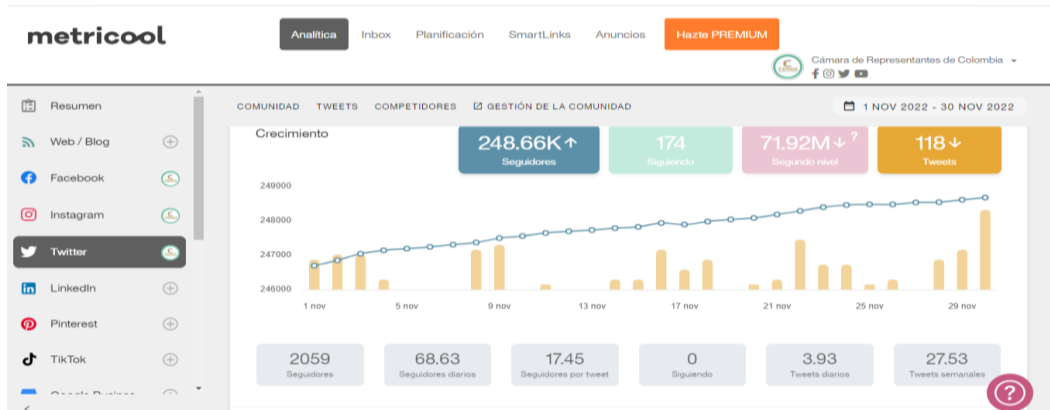 metricool
Analítica Inbox Planificación SmartLinks Anuncios Hazte PREMIUM
Cámara de Representantes de Colombia
Resumen
Web / Blog
Facebook
Instagram
Twitter
LinkedIn
Pinterest
TikTok
COMUNIDAD TWEETS COMPETIDORES GESTIÓN DE LA COMUNIDAD 1 NOV 2022 - 30 NOV 2022
Crecimiento
248.66K 174 71.92M ? 118
Seguidores Siguiendo Segundo nivel Tweets
249000
248000
247000
246000
1 nov 5 nov 9 nov 13 nov 17 nov 21 nov 25 nov 29 nov
2059 68.63 17.45 0 3.93 27.53
Seguidores Seguidores diarios Seguidores por tweet Siguiendo Tweets diarios Tweets semanales
?